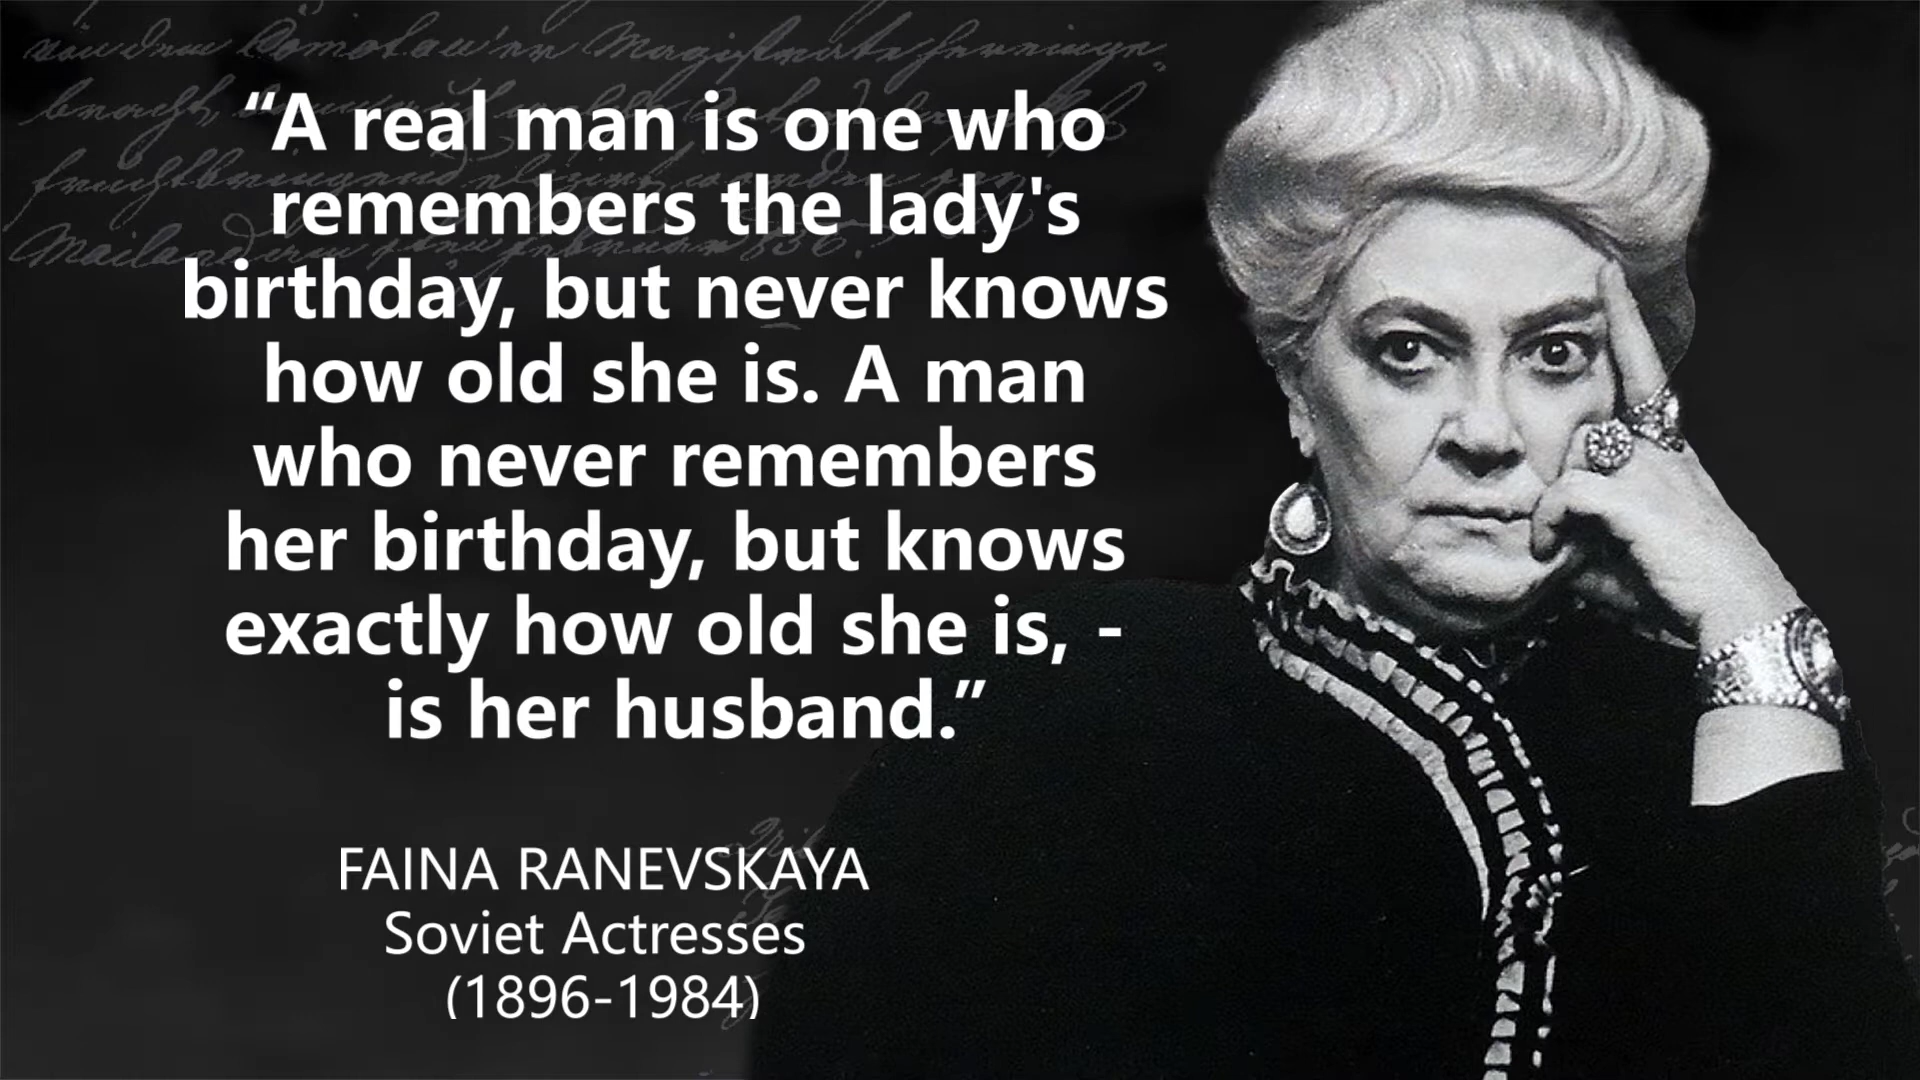 “A real man is one who
remembers the lady's
birthday, but never knows
how old she is. A man
who never remembers
her birthday, but knows
exactly how old she is, -
is her husband.”
FAINA RANEVSKAYA
Soviet Actresses
(1896-1984)